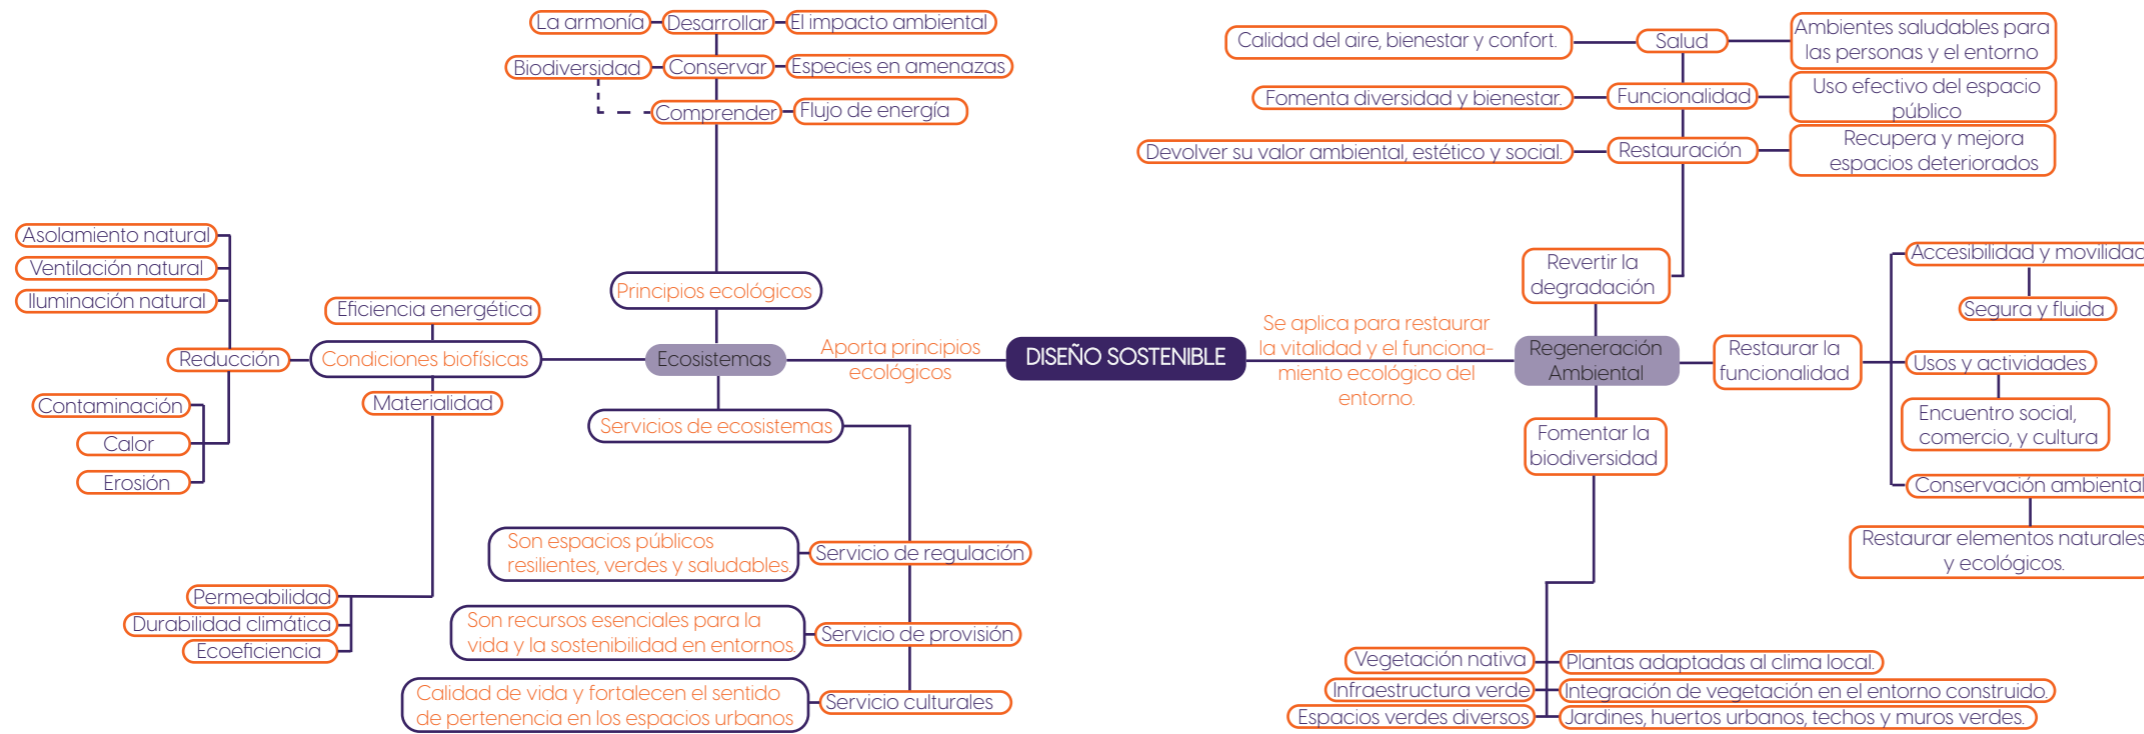 La armonía
Desarrollar
El impacto ambiental
Biodiversidad
Conservar
Especies en amenazas
Comprender
Flujo de energía
Principios ecológicos
Asolamiento natural
Ventilación natural
Iluminación natural
Eficiencia energética
Reducción
Condiciones biofísicas
Ecosistemas
Aporta principios
ecológicos
Contaminación
Calor
Erosión
Materialidad
Permeabilidad
Durabilidad climática
Ecoeficiencia
Servicios de ecosistemas
Son espacios públicos
resilientes, verdes y saludables.
Servicio de regulación
Son recursos esenciales para la
vida y la sostenibilidad en entornos.
Servicio de provisión
Calidad de vida y fortalecen el sentido
de pertenencia en los espacios urbanos
Servicio culturales
DISEÑO SOSTENIBLE
Se aplica para restaurar
la vitalidad y el funciona-
miento ecológico del
entorno.
Regeneración
Ambiental
Revertir la
degradación
Calidad del aire, bienestar y confort.
Salud
Ambientes saludables para
las personas y el entorno
Fomenta diversidad y bienestar.
Funcionalidad
Uso efectivo del espacio
público
Devolver su valor ambiental, estético y social.
Restauración
Recupera y mejora
espacios deteriorados
Restaurar la
funcionalidad
Accesibilidad y movilidad
Segura y fluida
Usos y actividades
Encuentro social,
comercio, y cultura
Conservación ambiental
Restaurar elementos naturales
y ecológicos.
Fomentar la
biodiversidad
Vegetación nativa
Plantas adaptadas al clima local.
Infraestructura verde
Integración de vegetación en el entorno construido.
Espacios verdes diversos
Jardines, huertos urbanos, techos y muros verdes.